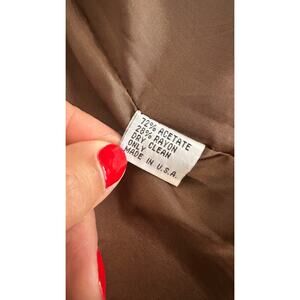 72% ACETATE
28% RAYON
DRY CLEAN
ONLY
MADE IN U.S.A.